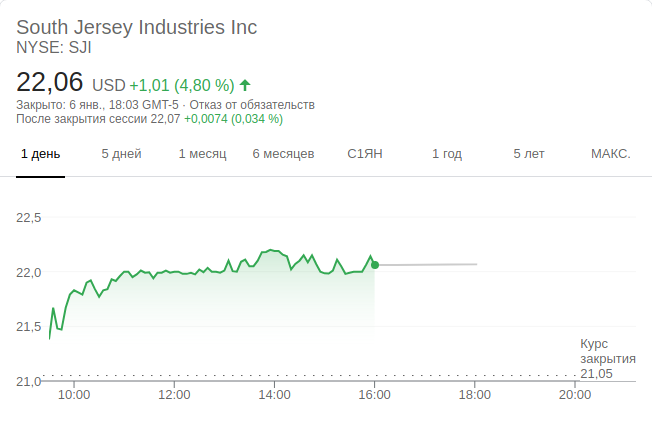 South Jersey Industries Inc
NYSE: SJI
22,06 USD +1,01 (4,80 %)
Закрыто: 6 янв., 18:03 GMT-5 · Отказ от обязательств
После закрытия сессии 22,07 +0,0074 (0,034 %)
1 день 5 дней 1 месяц 6 месяцев С1ЯН 1 год 5 лет МАКС.
22,5
22,0
21,5
Курс
закрытия
21,05
21,0
10:00 12:00 14:00 16:00 18:00 20:00